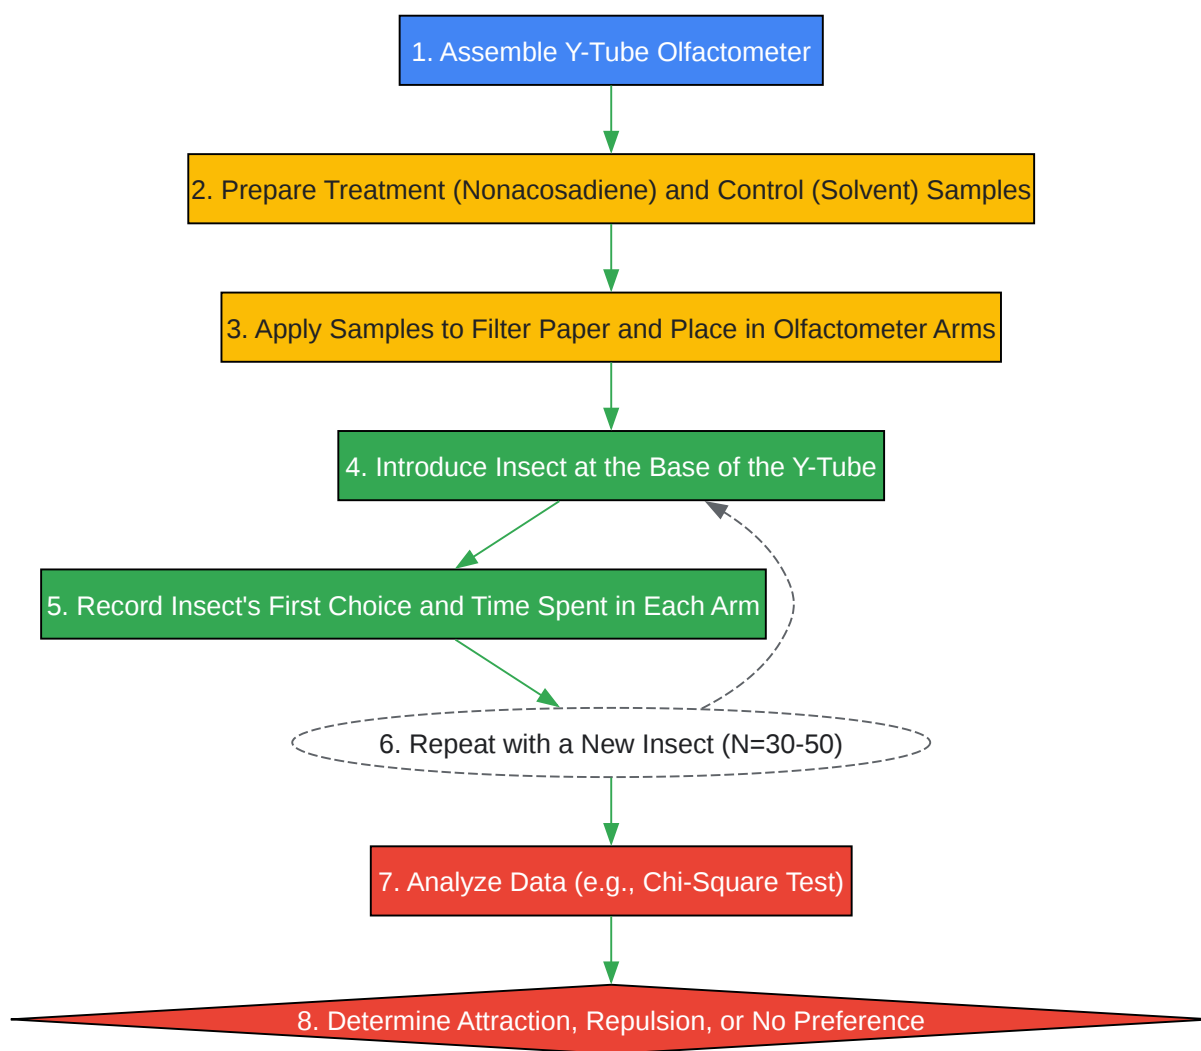 1. Assemble Y-Tube Olfactometer
2. Prepare Treatment (Nonacosadiene) and Control (Solvent) Samples
3. Apply Samples to Filter Paper and Place in Olfactometer Arms
4. Introduce Insect at the Base of the Y-Tube
5. Record Insect's First Choice and Time Spent in Each Arm
6. Repeat with a New Insect (N=30-50)
7. Analyze Data (e.g., Chi-Square Test)
8. Determine Attraction, Repulsion, or No Preference